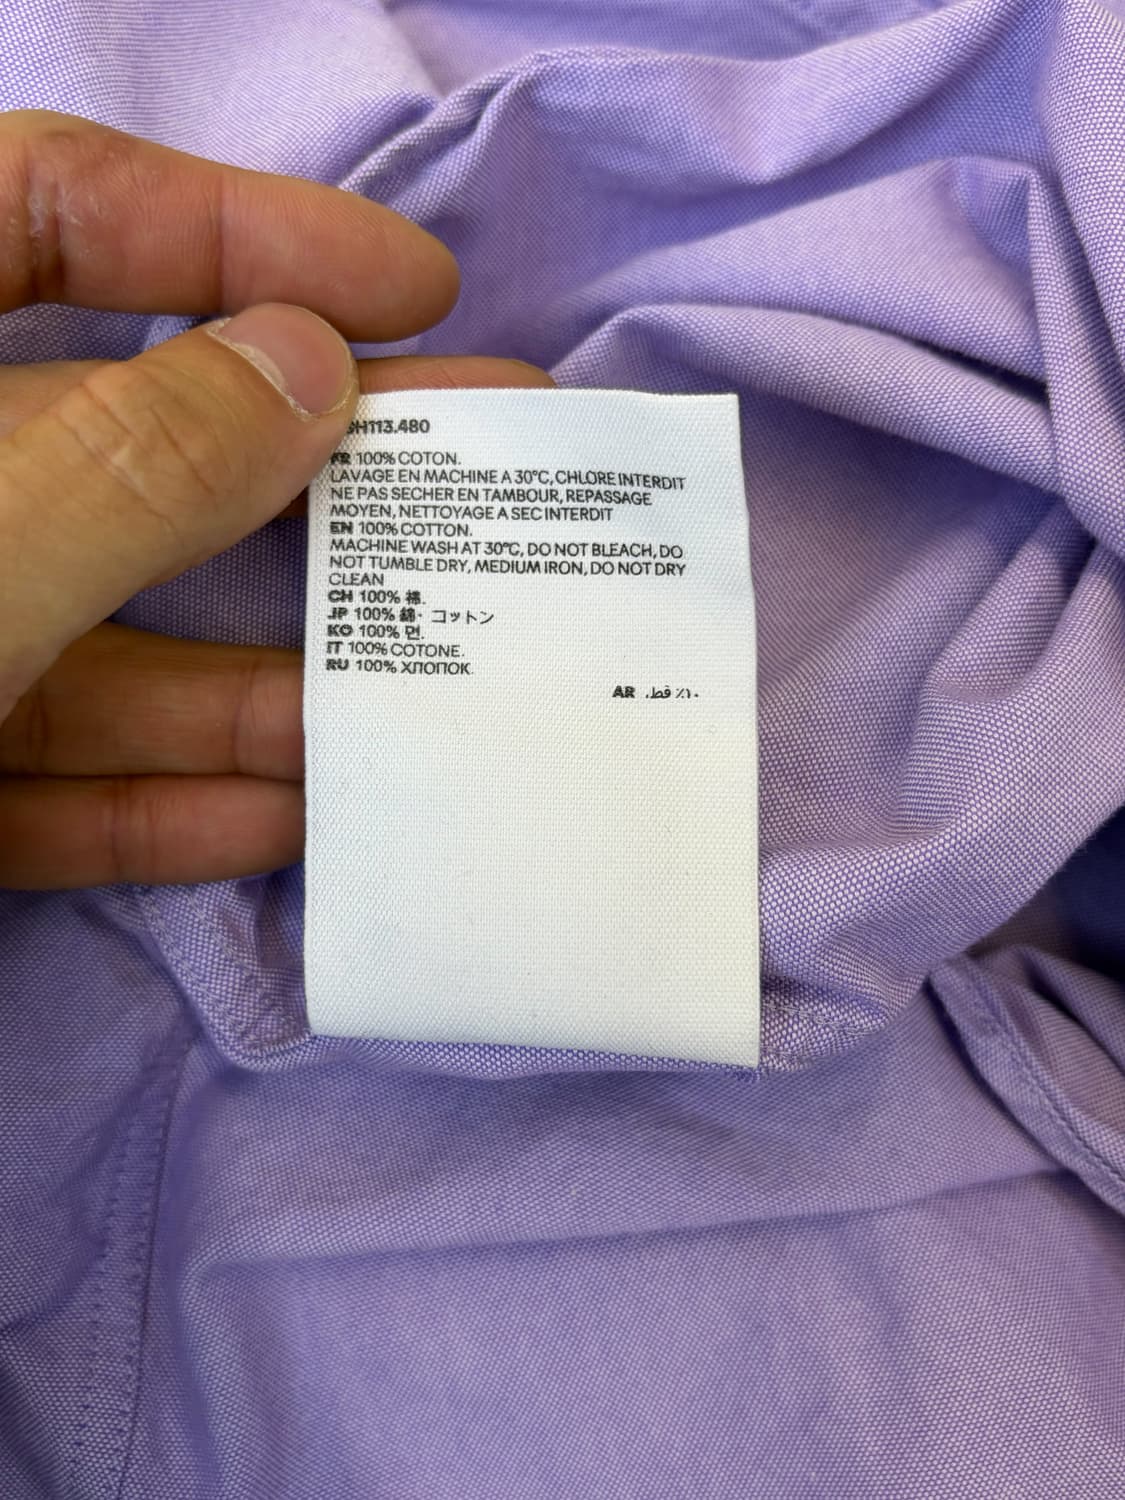 H113.480
FR 100% COTON.
LAVAGE EN MACHINE A 30°C, CHLORE INTERDIT
NE PAS SECHER EN TAMBOUR, REPASSAGE
MOYEN, NETTOYAGE A SEC INTERDIT
EN 100% COTTON.
MACHINE WASH AT 30°C, DO NOT BLEACH, DO
NOT TUMBLE DRY, MEDIUM IRON, DO NOT DRY
CLEAN
CH 100% 棉.
JP 100% 綿・コットン
KO 100% 면.
IT 100% COTONE.
RU 100% ХЛОПОК.
AR ١٠٪ قط.